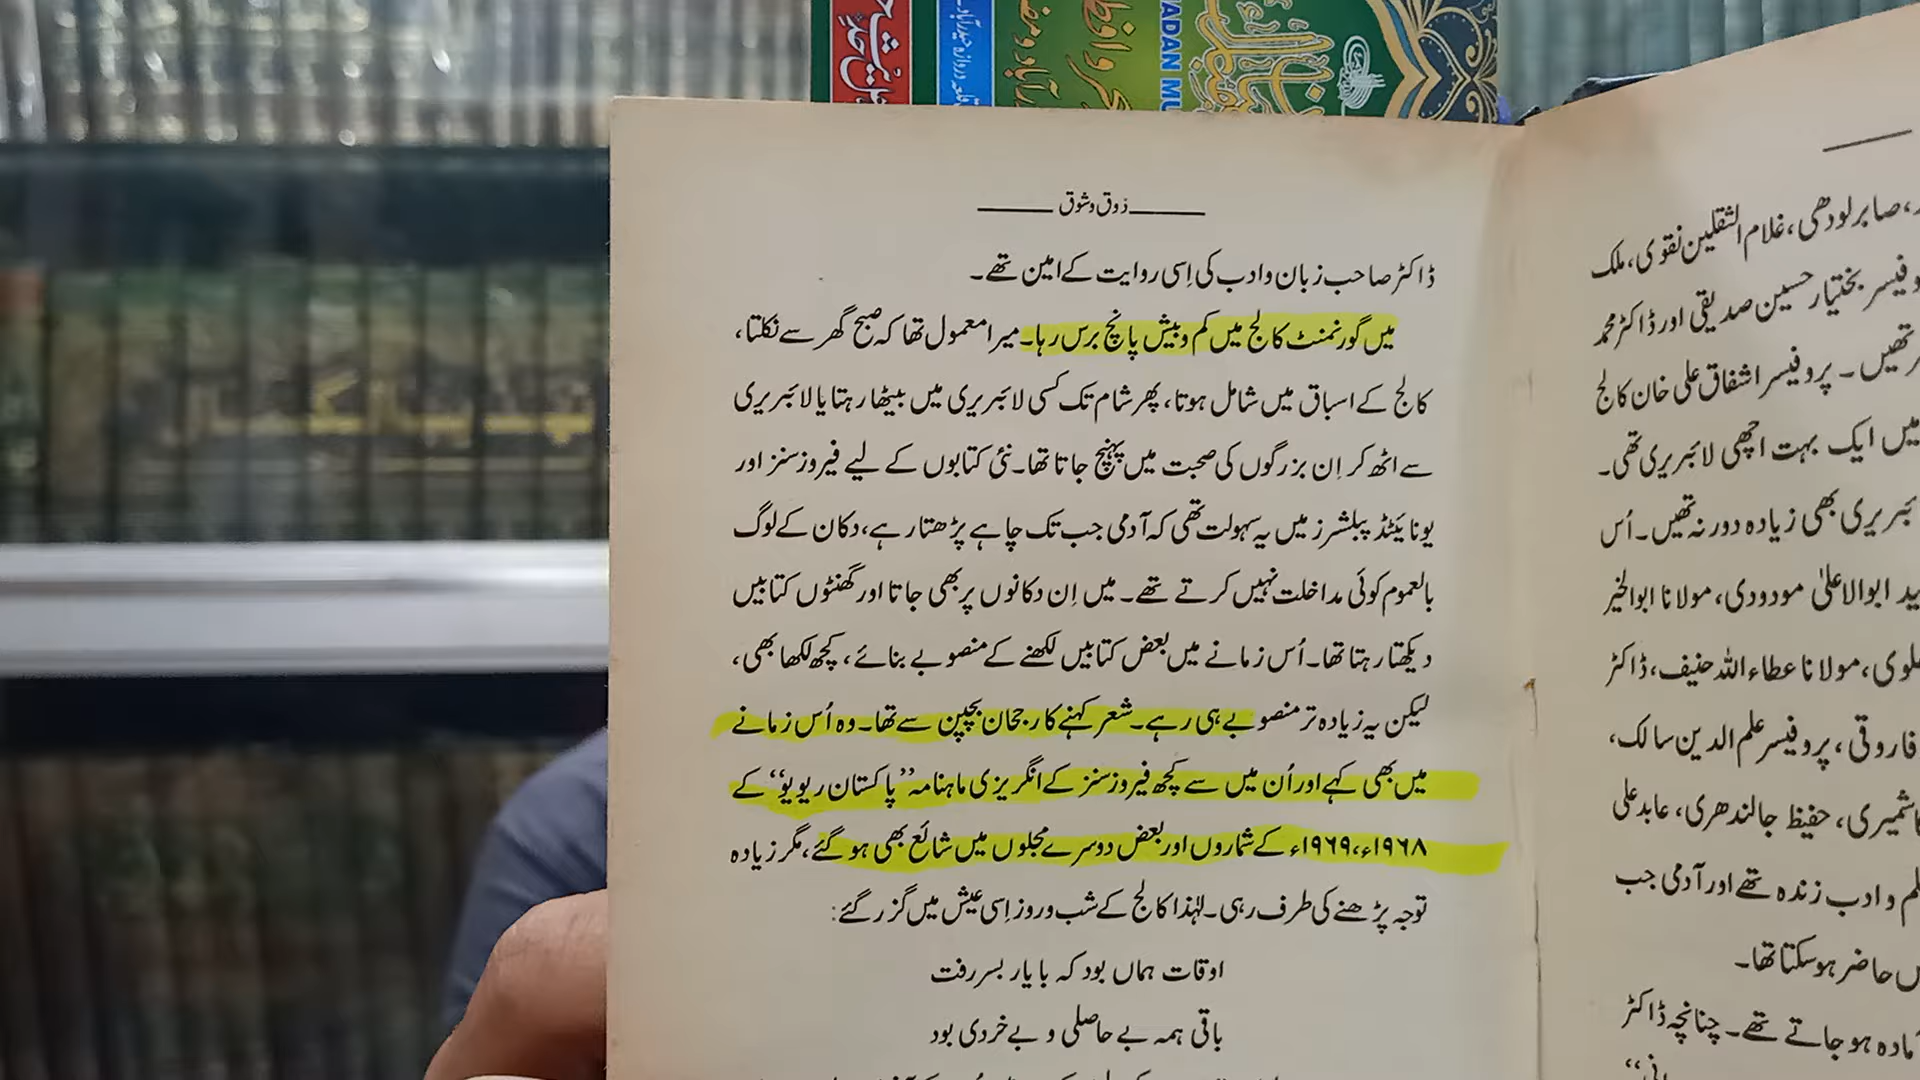 ذوق و شوق
ڈاکٹر صاحب زبان و ادب کی اِسی روایت کے امین تھے۔
میں گورنمنٹ کالج میں کم و بیش پانچ برس رہا۔ میرا معمول تھا کہ صبح گھر سے نکلتا،
کالج کے اسباق میں شامل ہوتا، پھر شام تک کسی لائبریری میں بیٹھا رہتا یا لائبریری
سے اٹھ کر اِن بزرگوں کی صحبت میں پہنچ جاتا تھا۔ نئی کتابوں کے لیے فیروز سنز اور
یونائیٹڈ پبلشرز میں یہ سہولت تھی کہ آدمی جب تک چاہے پڑھتا رہے، دکان کے لوگ
بالعموم کوئی مداخلت نہیں کرتے تھے۔ میں اِن دکانوں پر بھی جاتا اور گھنٹوں کتابیں
دیکھتا رہتا تھا۔ اُس زمانے میں بعض کتابیں لکھنے کے منصوبے بنائے، کچھ لکھا بھی،
لیکن یہ زیادہ تر منصوبے ہی رہے۔ شعر کہنے کا رجحان بچپن سے تھا۔ وہ اُس زمانے
میں بھی کہے اور اُن میں سے کچھ فیروز سنز کے انگریزی ماہنامہ ”پاکستان ریویو“ کے
۱۹۶۸ء، ۱۹۶۹ء کے شماروں اور بعض دوسرے مجلوں میں شائع بھی ہو گئے، مگر زیادہ
توجہ پڑھنے کی طرف رہی۔ لہٰذا کالج کے شب و روز اِسی عیش میں گزر گئے:
اوقات ہماں بود کہ با یار بسر رفت
باقی ہمہ بے حاصلی و بے خردی بود
صابر لودھی، غلام الثقلین نقوی، ملک
بختیار حسین صدیقی اور ڈاکٹر محمد
تھیں۔ پروفیسر اشفاق علی خان کالج
میں ایک بہت اچھی لائبریری تھی۔
بھی زیادہ دور نہ تھیں۔ اُس
ابوالاعلیٰ مودودی، مولانا ابوالخیر
مولانا عطاء اللہ حنیف، ڈاکٹر
فاروقی، پروفیسر علم الدین سالک،
حفیظ جالندھری، عابد علی
و ادب زندہ تھے اور آدمی جب
حاضر ہو سکتا تھا۔
ہو جاتے تھے۔ چنانچہ ڈاکٹر